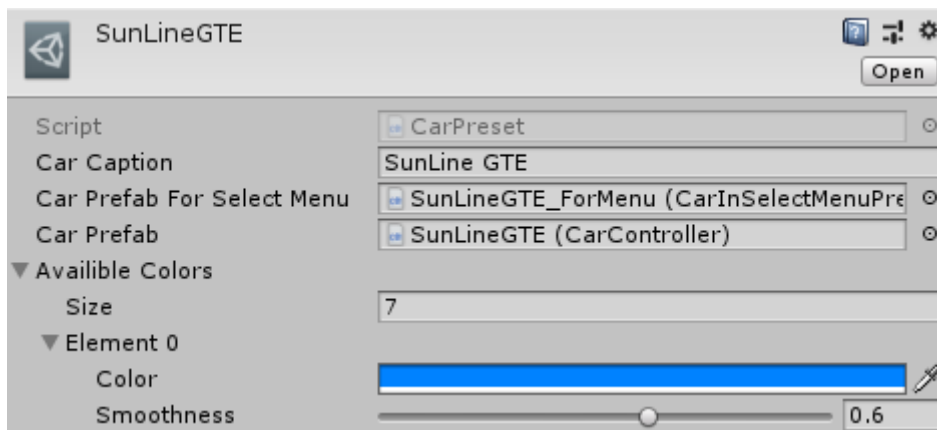 SunLineGTE
Open
Script CarPreset
Car Caption SunLine GTE
Car Prefab For Select Menu SunLineGTE_ForMenu (CarInSelectMenuPre
Car Prefab SunLineGTE (CarController)
Availible Colors
Size 7
Element 0
Color
Smoothness 0.6